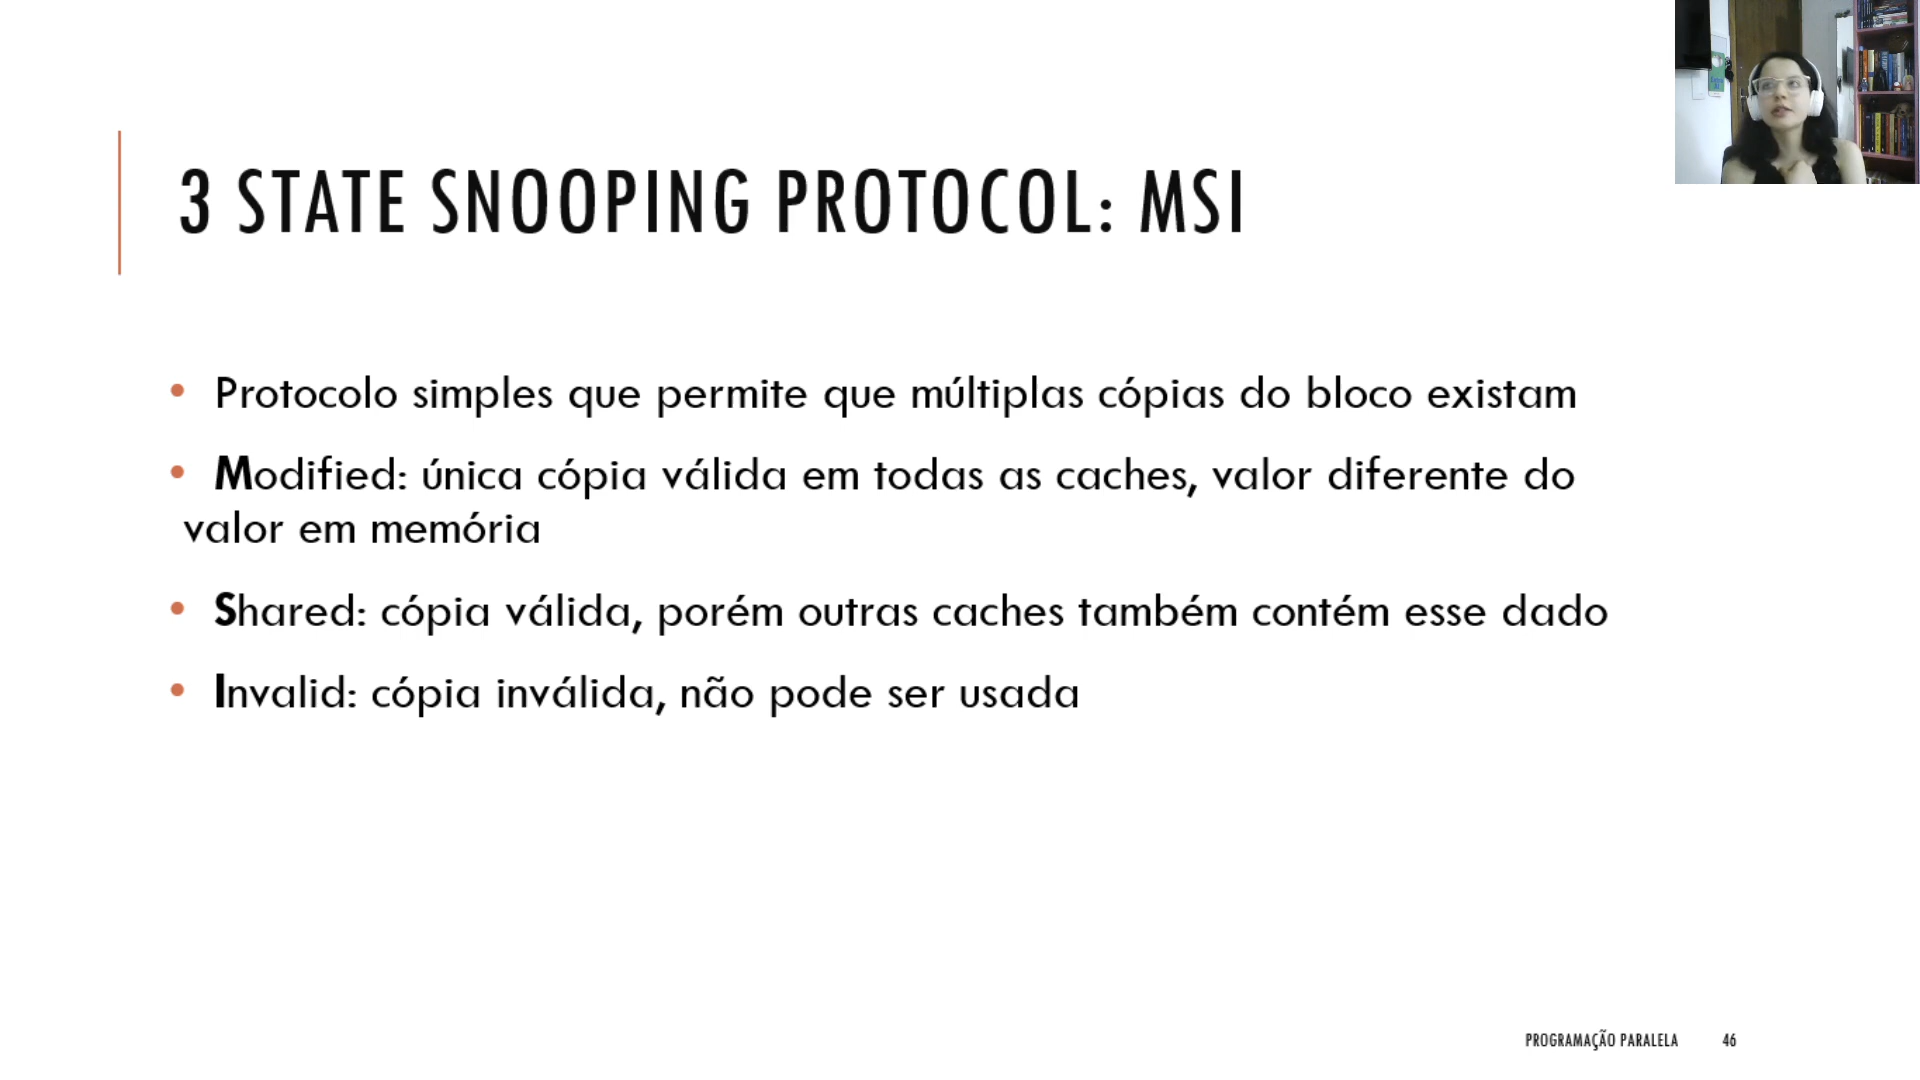 3 STATE SNOOPING PROTOCOL: MSI
• Protocolo simples que permite que múltiplas cópias do bloco existam
• Modified: única cópia válida em todas as caches, valor diferente do
valor em memória
• Shared: cópia válida, porém outras caches também contém esse dado
• Invalid: cópia inválida, não pode ser usada
PROGRAMAÇÃO PARALELA 46